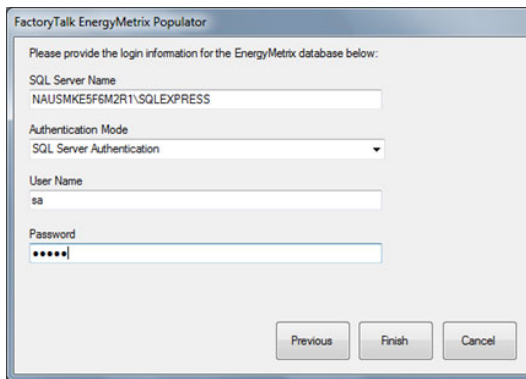 FactoryTalk EnergyMetrix Populator
Please provide the login information for the EnergyMetrix database below:
SQL Server Name
NAUSMKE5F6M2R1\SQLEXPRESS
Authentication Mode
SQL Server Authentication
User Name
sa
Password
•••••
Previous Finish Cancel